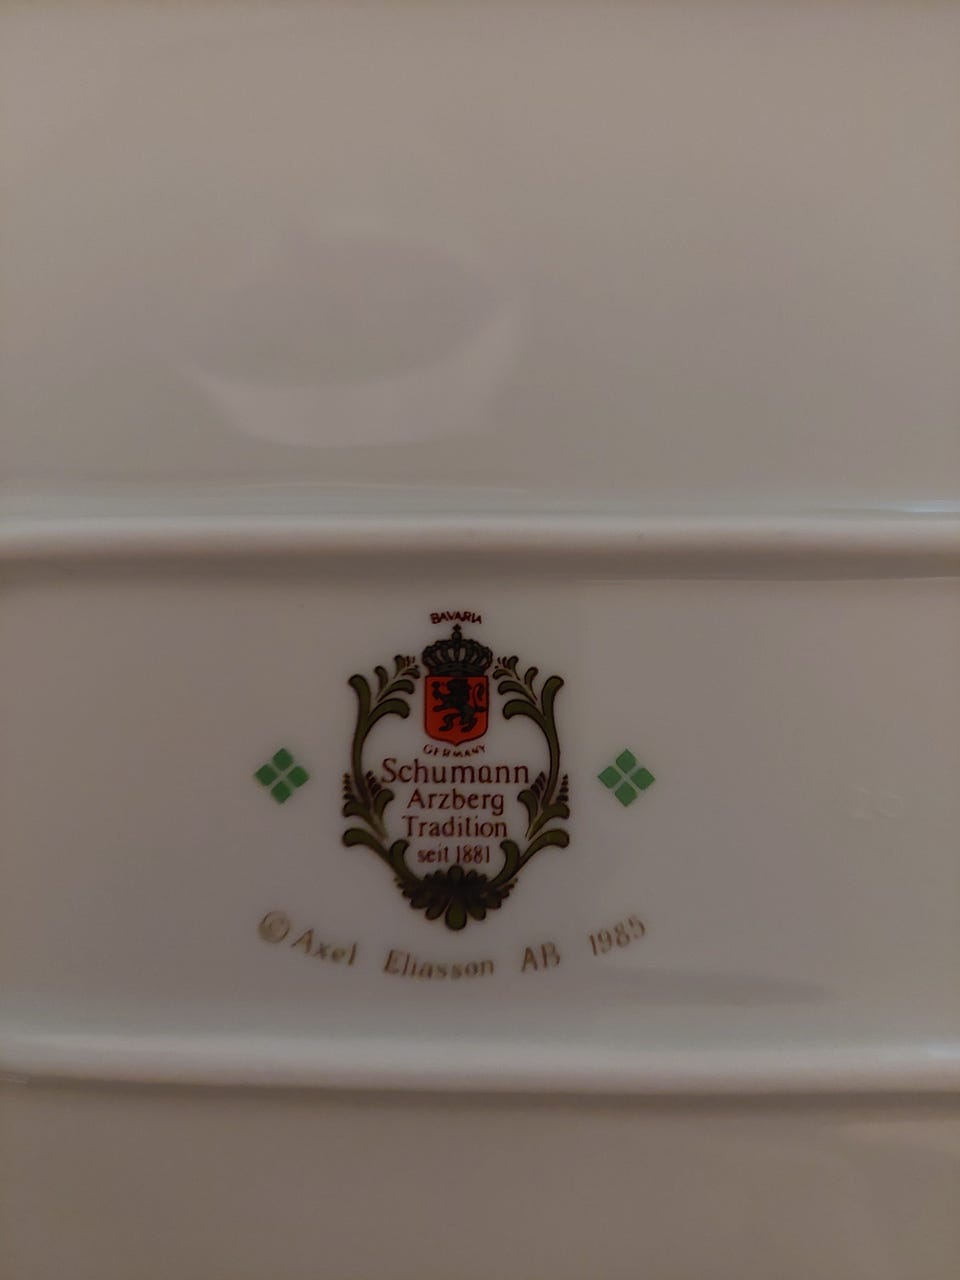 BAVARIA
GERMANY
Schumann
Arzberg
Tradition
seit 1881
© Axel Eliasson AB 1985